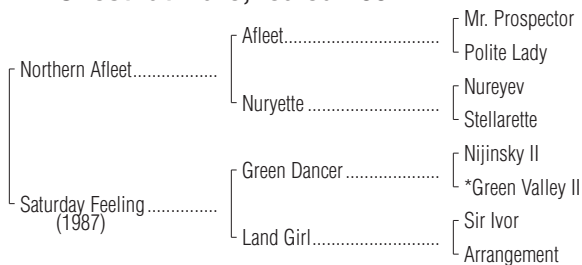 Mr. Prospector
Afleet
Polite Lady
Northern Afleet
Nureyev
Nuryette
Stellarette
Nijinsky II
Green Dancer
*Green Valley II
Saturday Feeling
(1987)
Sir Ivor
Land Girl
Arrangement